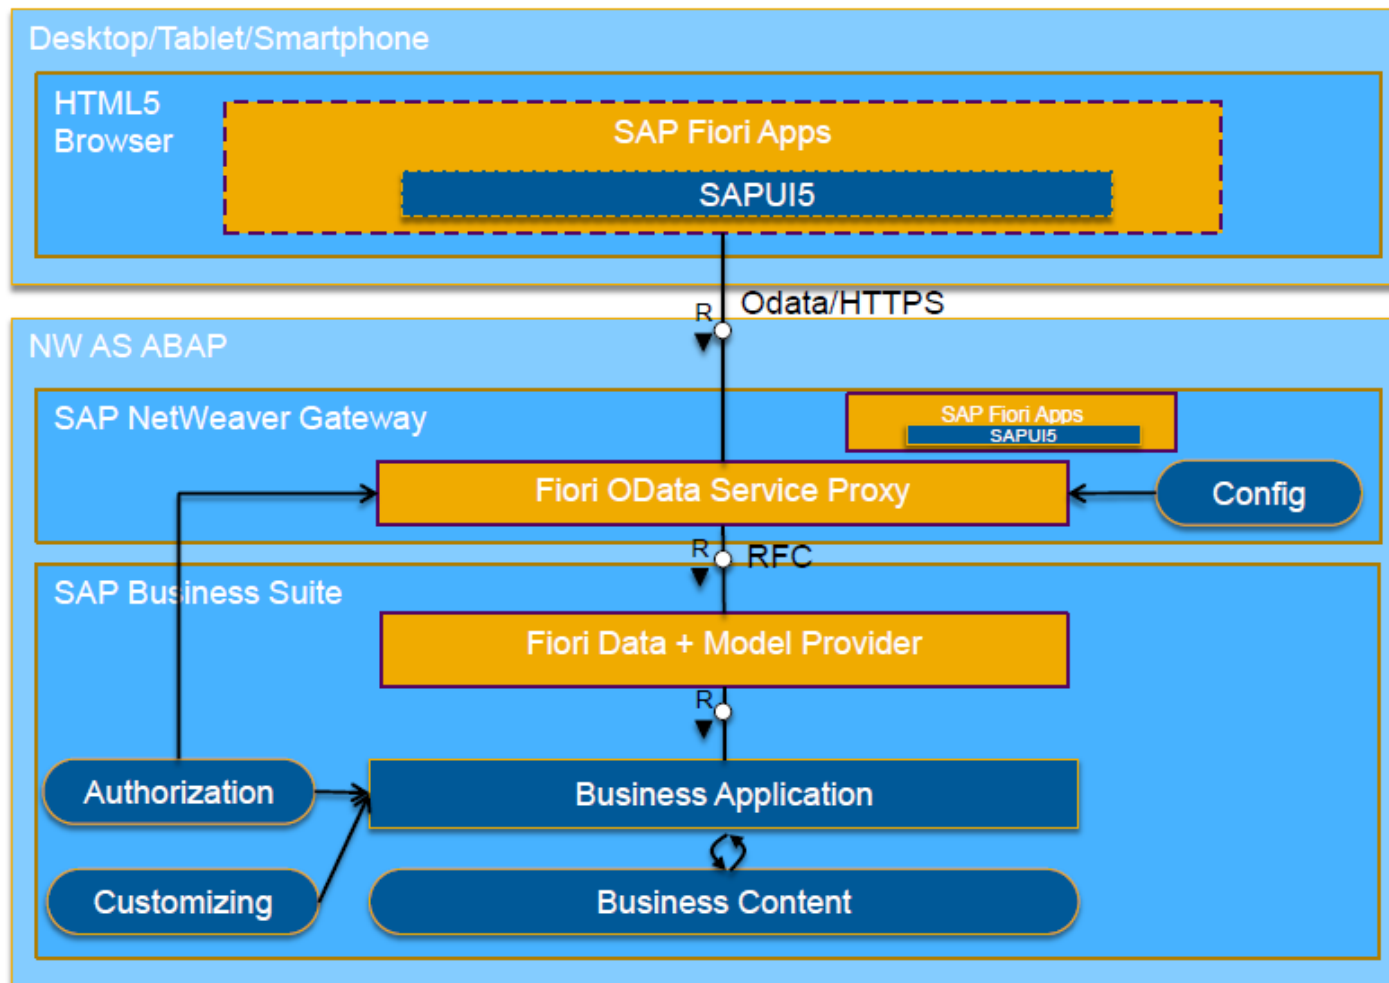 Desktop/Tablet/Smartphone
HTML5
Browser
SAP Fiori Apps
SAPUI5
R
Odata/HTTPS
NW AS ABAP
SAP NetWeaver Gateway
SAP Fiori Apps
SAPUI5
Fiori OData Service Proxy
Config
R
RFC
SAP Business Suite
Fiori Data + Model Provider
R
Authorization
Business Application
Customizing
Business Content